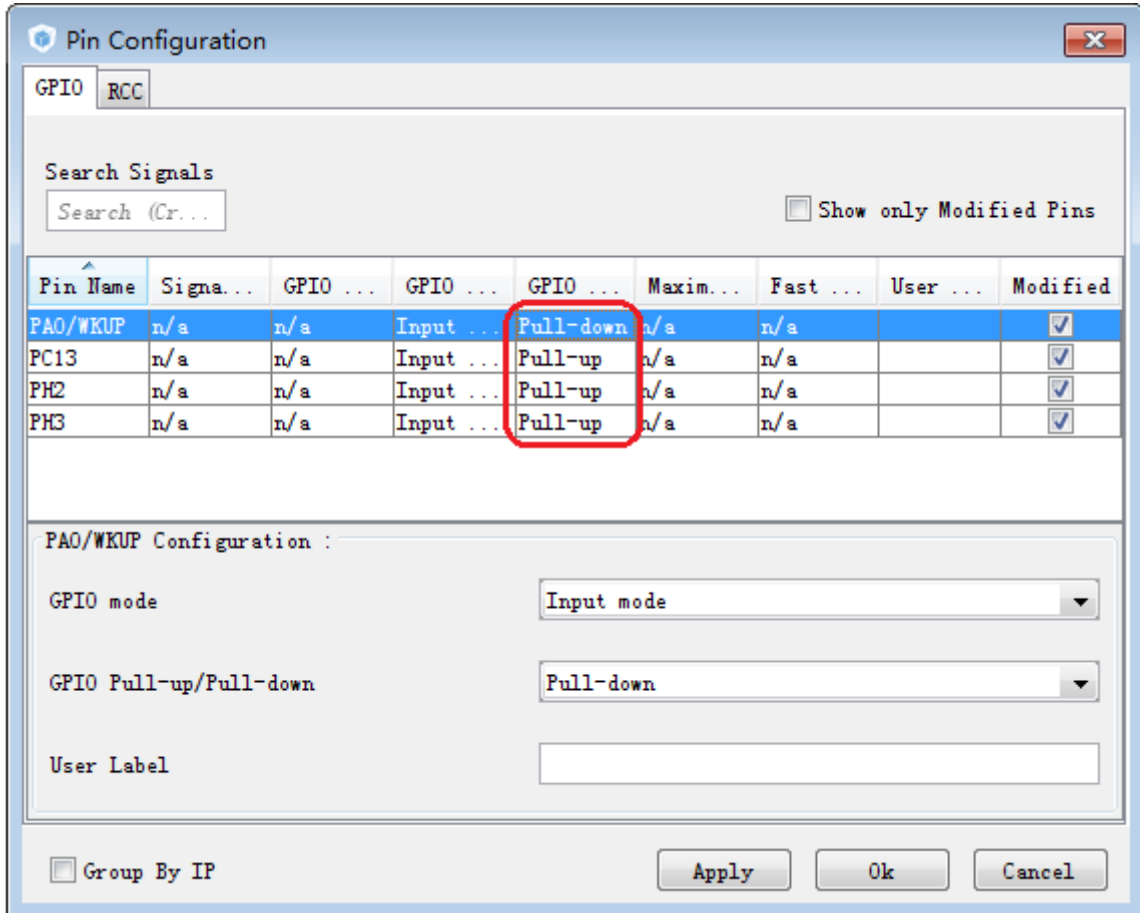 Pin Configuration
GPIO RCC
Search Signals
Search (Cr...
Show only Modified Pins
Pin Name Signa... GPIO ... GPIO ... GPIO ... Maxim... Fast ... User ... Modified
PA0/WKUP n/a n/a Input ... Pull-down n/a n/a
PC13 n/a n/a Input ... Pull-up n/a n/a
PH2 n/a n/a Input ... Pull-up n/a n/a
PH3 n/a n/a Input ... Pull-up n/a n/a
PA0/WKUP Configuration :
GPIO mode Input mode
GPIO Pull-up/Pull-down Pull-down
User Label
Group By IP Apply Ok Cancel